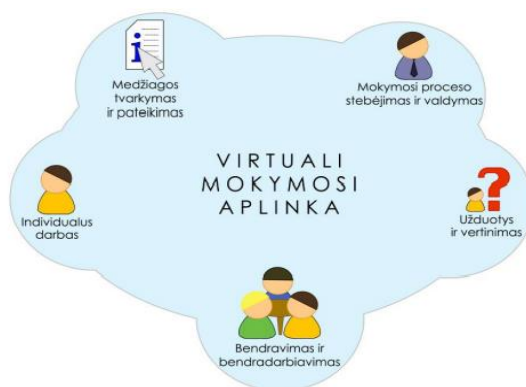 Medžiagos
tvarkymas
ir pateikimas
Mokymosi proceso
stebėjimas ir valdymas
VIRTUALI
MOKYMOSI
APLINKA
Individualus
darbas
?
Užduotys
ir vertinimas
Bendravimas ir
bendradarbiavimas